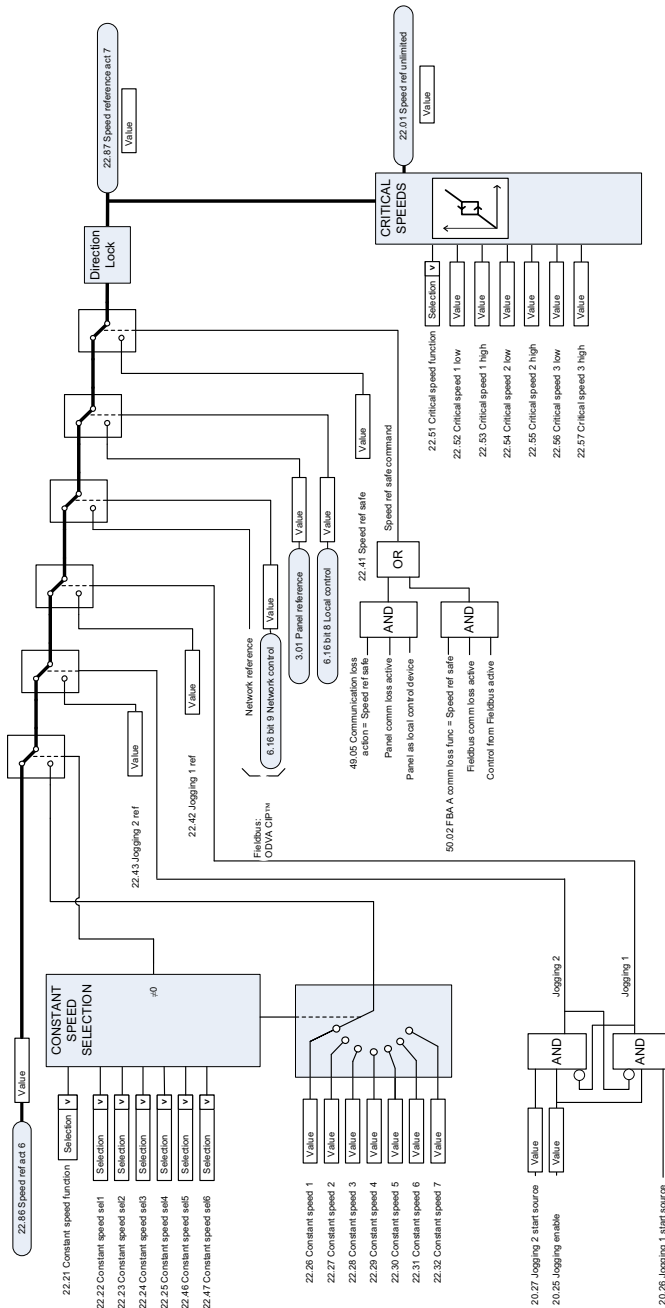 22.86 Speed ref act 6
Value
22.21 Constant speed function
Selection
v
22.22 Constant speed sel1
Selection
v
22.23 Constant speed sel2
Selection
v
22.24 Constant speed sel3
Selection
v
22.25 Constant speed sel4
Selection
v
22.46 Constant speed sel5
Selection
v
22.47 Constant speed sel6
Selection
v
CONSTANT
SPEED
SELECTION
≠0
22.26 Constant speed 1
Value
22.27 Constant speed 2
Value
22.28 Constant speed 3
Value
22.29 Constant speed 4
Value
22.30 Constant speed 5
Value
22.31 Constant speed 6
Value
22.32 Constant speed 7
Value
20.27 Jogging 2 start source
Value
20.25 Jogging enable
Value
20.26 Jogging 1 start source
AND
AND
Jogging 2
Jogging 1
22.43 Jogging 2 ref
Value
22.42 Jogging 1 ref
Value
Fieldbus:
ODVA CIP™
Network reference
6.16 bit 9 Network control
Value
3.01 Panel reference
Value
6.16 bit 8 Local control
Value
22.41 Speed ref safe
Value
49.05 Communication loss
action = Speed ref safe
Panel comm loss active
Panel as local control device
AND
50.02 FBA A comm loss func = Speed ref safe
Fieldbus comm loss active
Control from Fieldbus active
AND
OR
Speed ref safe command
Direction
Lock
22.87 Speed reference act 7
Value
22.51 Critical speed function
Selection
v
22.52 Critical speed 1 low
Value
22.53 Critical speed 1 high
Value
22.54 Critical speed 2 low
Value
22.55 Critical speed 2 high
Value
22.56 Critical speed 3 low
Value
22.57 Critical speed 3 high
Value
CRITICAL
SPEEDS
22.01 Speed ref unlimited
Value